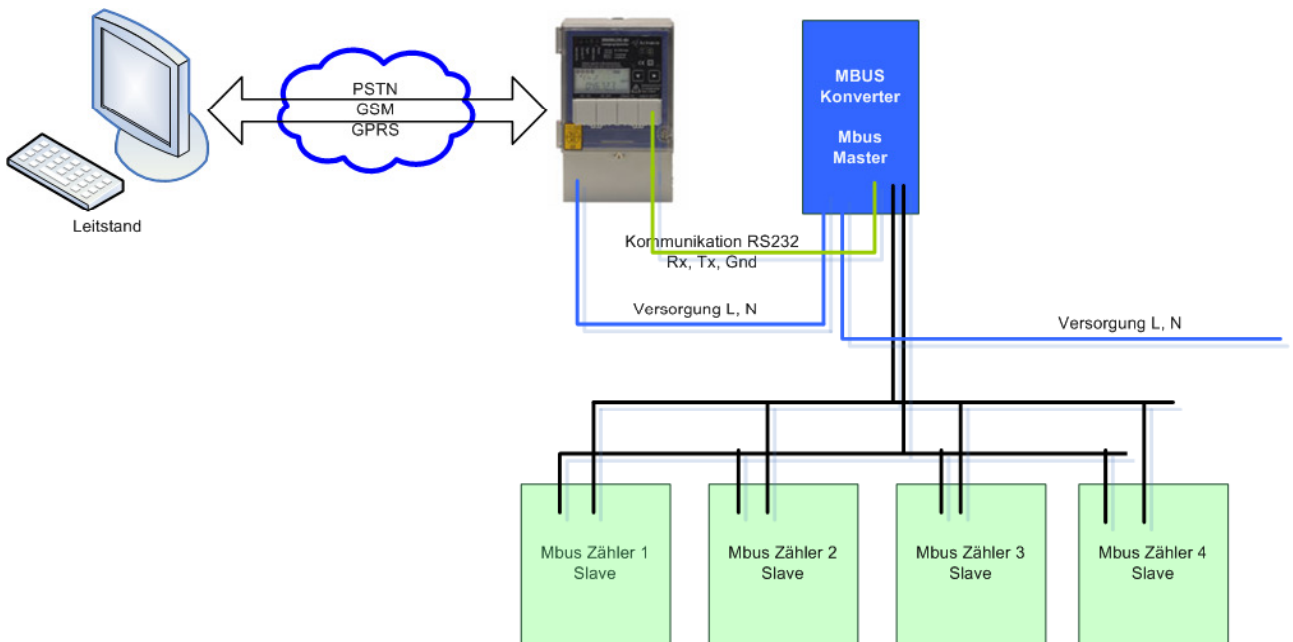 PSTN
GSM
GPRS
Leitstand
MBUS
Konverter
Mbus
Master
Kommunikation RS232
Rx, Tx, Gnd
Versorgung L, N
Versorgung L, N
Mbus Zähler 1
Slave
Mbus Zähler 2
Slave
Mbus Zähler 3
Slave
Mbus Zähler 4
Slave